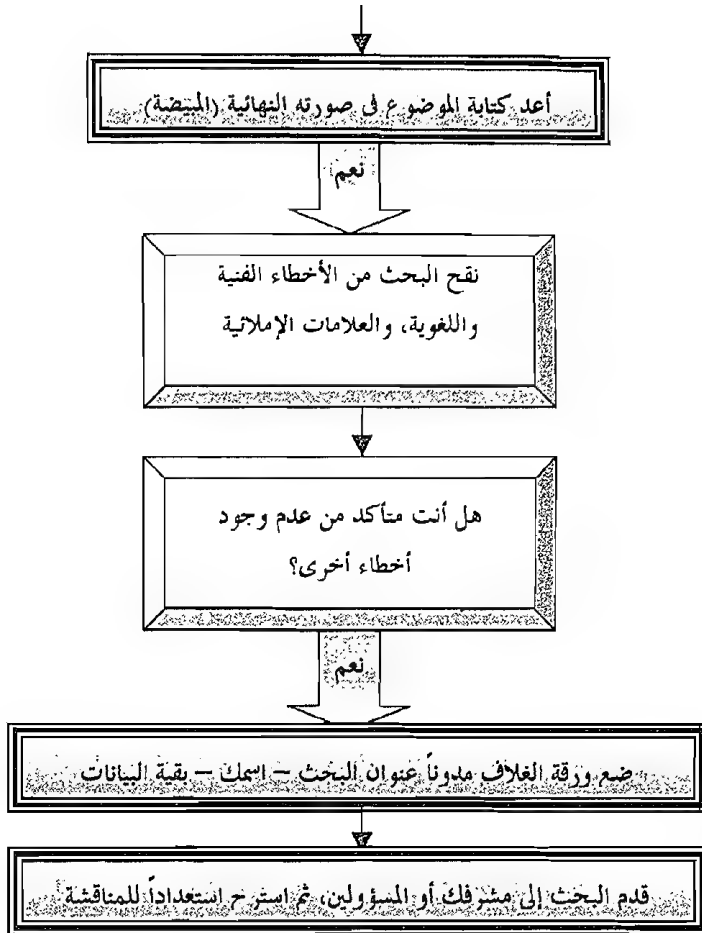 أعد كتابة الموضوع فى صورته النهائية (المبيضة)
نعم
نقح البحث من الأخطاء الفنية
واللغوية، والعلامات الإملائية
هل أنت متأكد من عدم وجود
أخطاء أخرى؟
نعم
ضع ورقة الغلاف مدوناً عنوان البحث – اسمك – بقية البيانات
قدم البحث إلى مشرفك أو المسؤولين، ثم استرح استعداداً للمناقشة